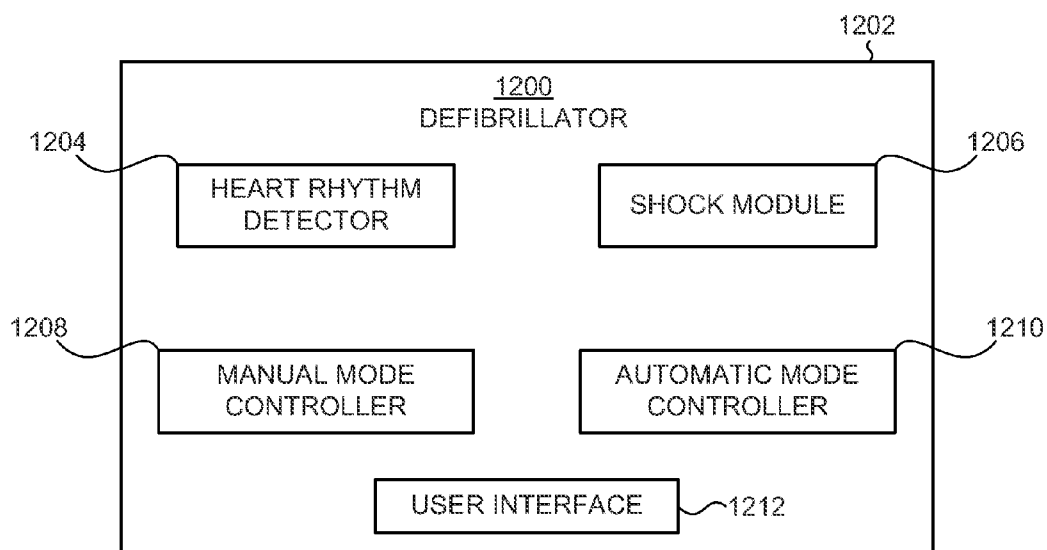 1202
1200
DEFIBRILLATOR
1204
1206
HEART RHYTHM
DETECTOR
SHOCK MODULE
1208
1210
MANUAL MODE
CONTROLLER
AUTOMATIC MODE
CONTROLLER
USER INTERFACE
1212